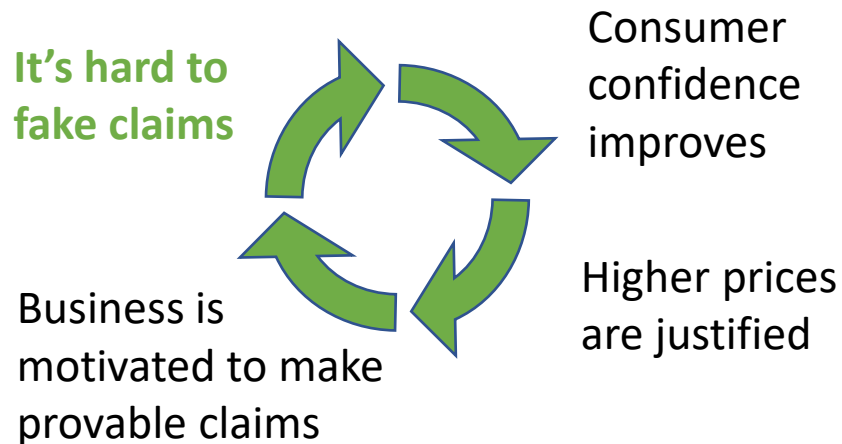 It’s hard to
fake claims
Consumer
confidence
improves
Higher prices
are justified
Business is
motivated to make
provable claims